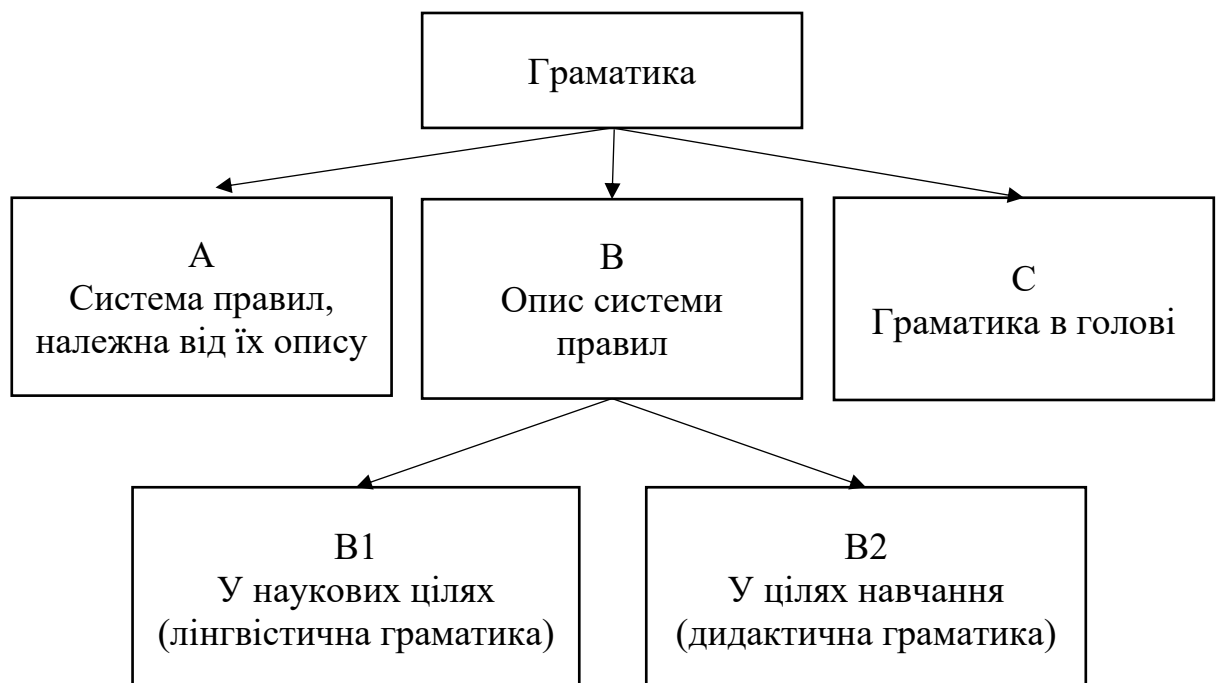 Граматика
A
Система правил,
належна від їх опису
B
Опис системи
правил
C
Граматика в голові
B1
У наукових цілях
(лінгвістична граматика)
B2
У цілях навчання
(дидактична граматика)